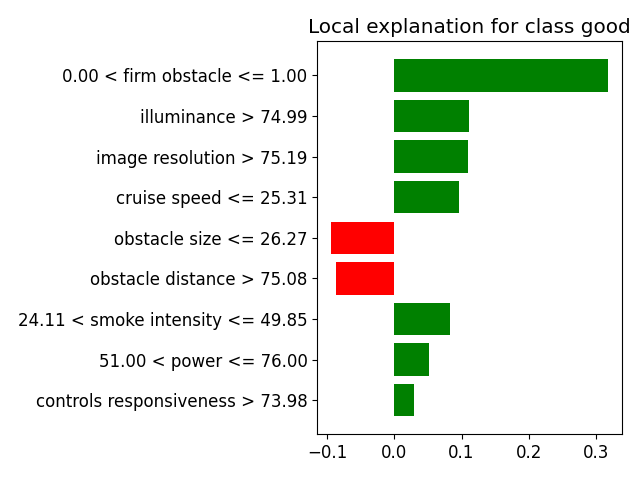 Local explanation for class good
0.00 < firm obstacle <= 1.00
illuminance > 74.99
image resolution > 75.19
cruise speed <= 25.31
obstacle size <= 26.27
obstacle distance > 75.08
24.11 < smoke intensity <= 49.85
51.00 < power <= 76.00
controls responsiveness > 73.98
−0.1 0.0 0.1 0.2 0.3